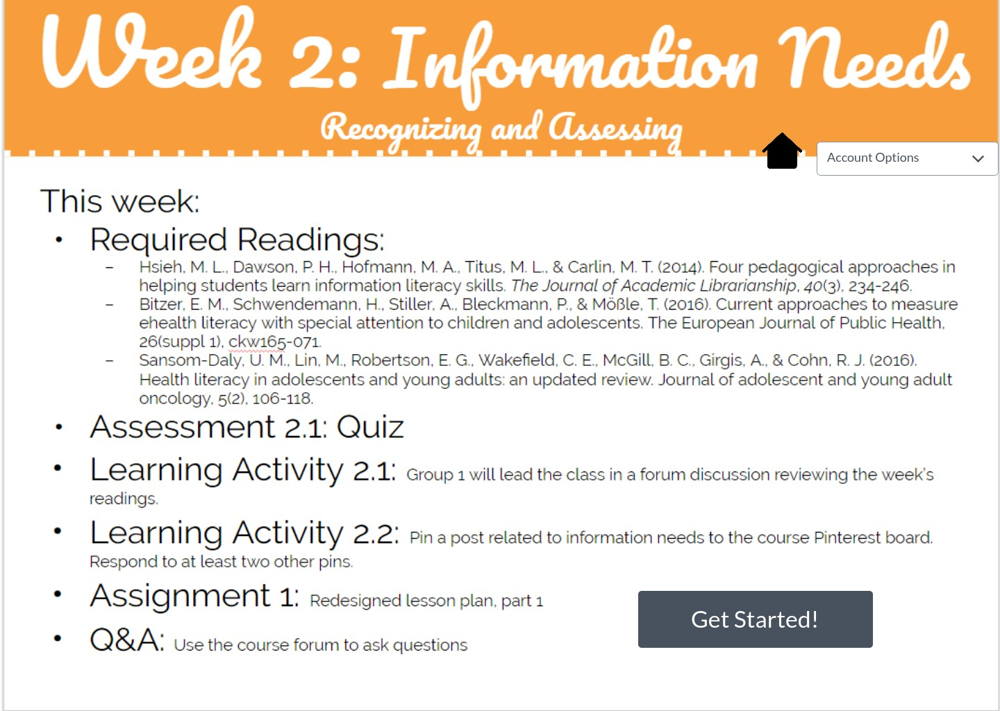 Week 2: Information Needs
Recognizing and Assessing
Account Options
This week:
• Required Readings:
– Hsieh, M. L., Dawson, P. H., Hofmann, M. A., Titus, M. L., & Carlin, M. T. (2014). Four pedagogical approaches in
helping students learn information literacy skills. The Journal of Academic Librarianship, 40(3), 234-246.
– Bitzer, E. M., Schwendemann, H., Stiller, A., Bleckmann, P., & Mößle, T. (2016). Current approaches to measure
ehealth literacy with special attention to children and adolescents. The European Journal of Public Health,
26(suppl 1), ckw165-071.
– Sansom-Daly, U. M., Lin, M., Robertson, E. G., Wakefield, C. E., McGill, B. C., Girgis, A., & Cohn, R. J. (2016).
Health literacy in adolescents and young adults: an updated review. Journal of adolescent and young adult
oncology, 5(2), 106-118.
• Assessment 2.1: Quiz
• Learning Activity 2.1: Group 1 will lead the class in a forum discussion reviewing the week's
readings.
• Learning Activity 2.2: Pin a post related to information needs to the course Pinterest board.
Respond to at least two other pins.
• Assignment 1: Redesigned lesson plan, part 1
Get Started!
• Q&A: Use the course forum to ask questions